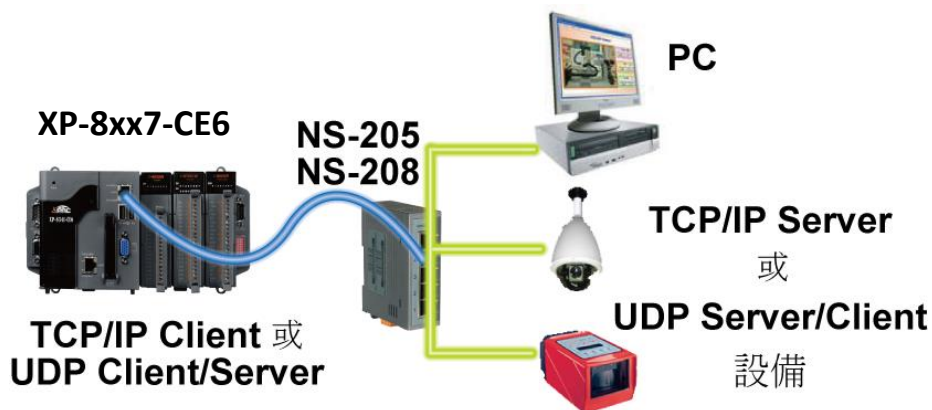 PC
XP-8xx7-CE6
NS-205
NS-208
TCP/IP Server
或
UDP Server/Client
設備
TCP/IP Client 或
UDP Client/Server